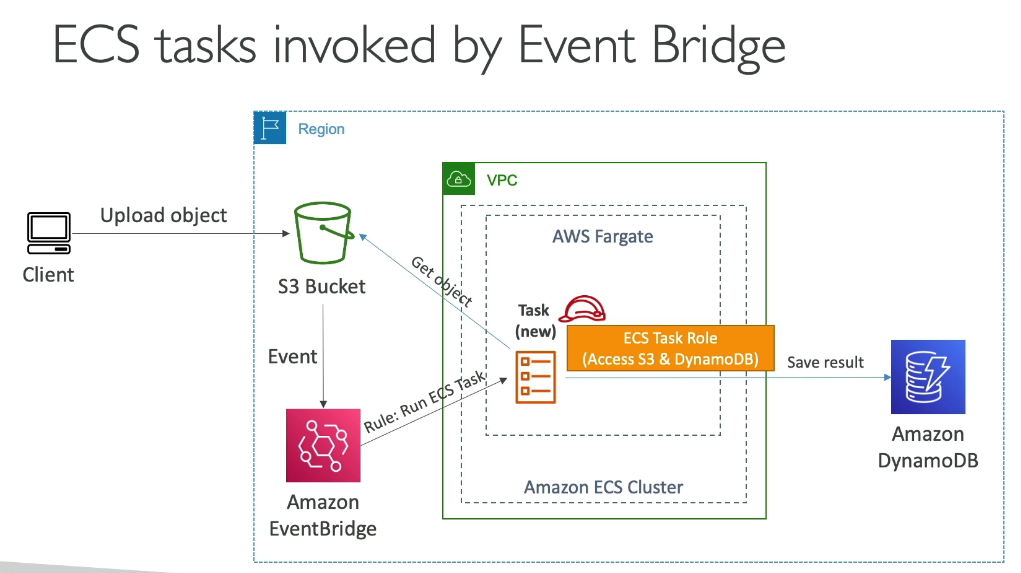 ECS tasks invoked by Event Bridge
Region
VPC
Upload object
AWS Fargate
Client
Get object
S3 Bucket
Task
(new)
ECS Task Role
(Access S3 & DynamoDB)
Event
Rule: Run ECS Task
Save result
Amazon
DynamoDB
Amazon ECS Cluster
Amazon
EventBridge